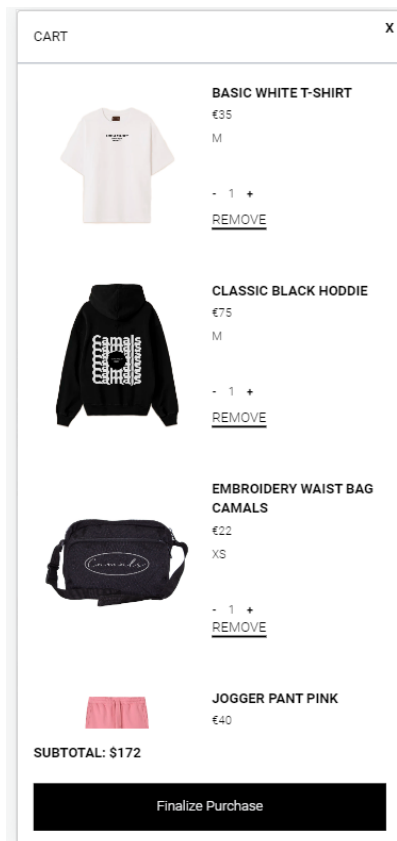 CART
X
BASIC WHITE T-SHIRT
€35
M
- 1 +
REMOVE
CLASSIC BLACK HODDIE
€75
M
- 1 +
REMOVE
EMBROIDERY WAIST BAG
CAMALS
€22
XS
Camals
- 1 +
REMOVE
JOGGER PANT PINK
€40
SUBTOTAL: $172
Finalize Purchase